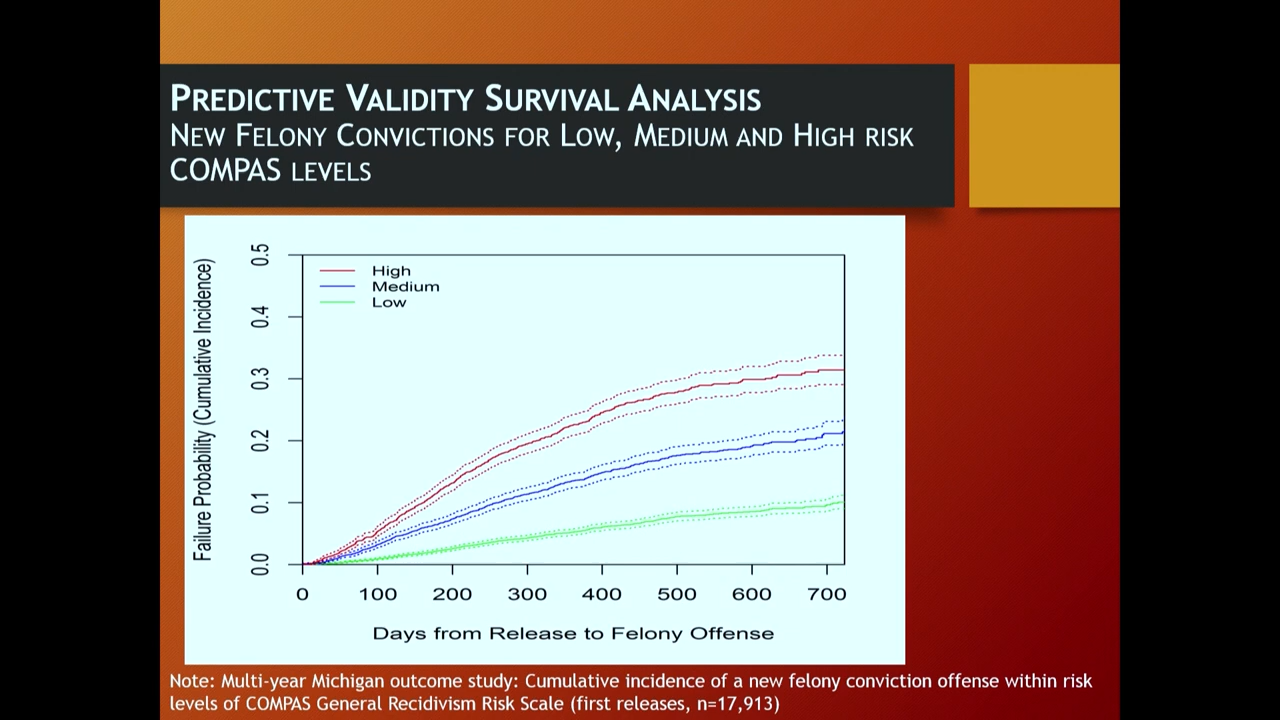 PREDICTIVE VALIDITY SURVIVAL ANALYSIS
NEW FELONY CONVICTIONS FOR LOW, MEDIUM AND HIGH RISK
COMPAS LEVELS
Failure Probability (Cumulative Incidence)
0.5
0.4
0.3
0.2
0.1
0.0
High
Medium
Low
0 100 200 300 400 500 600 700
Days from Release to Felony Offense
Note: Multi-year Michigan outcome study: Cumulative incidence of a new felony conviction offense within risk
levels of COMPAS General Recidivism Risk Scale (first releases, n=17,913)